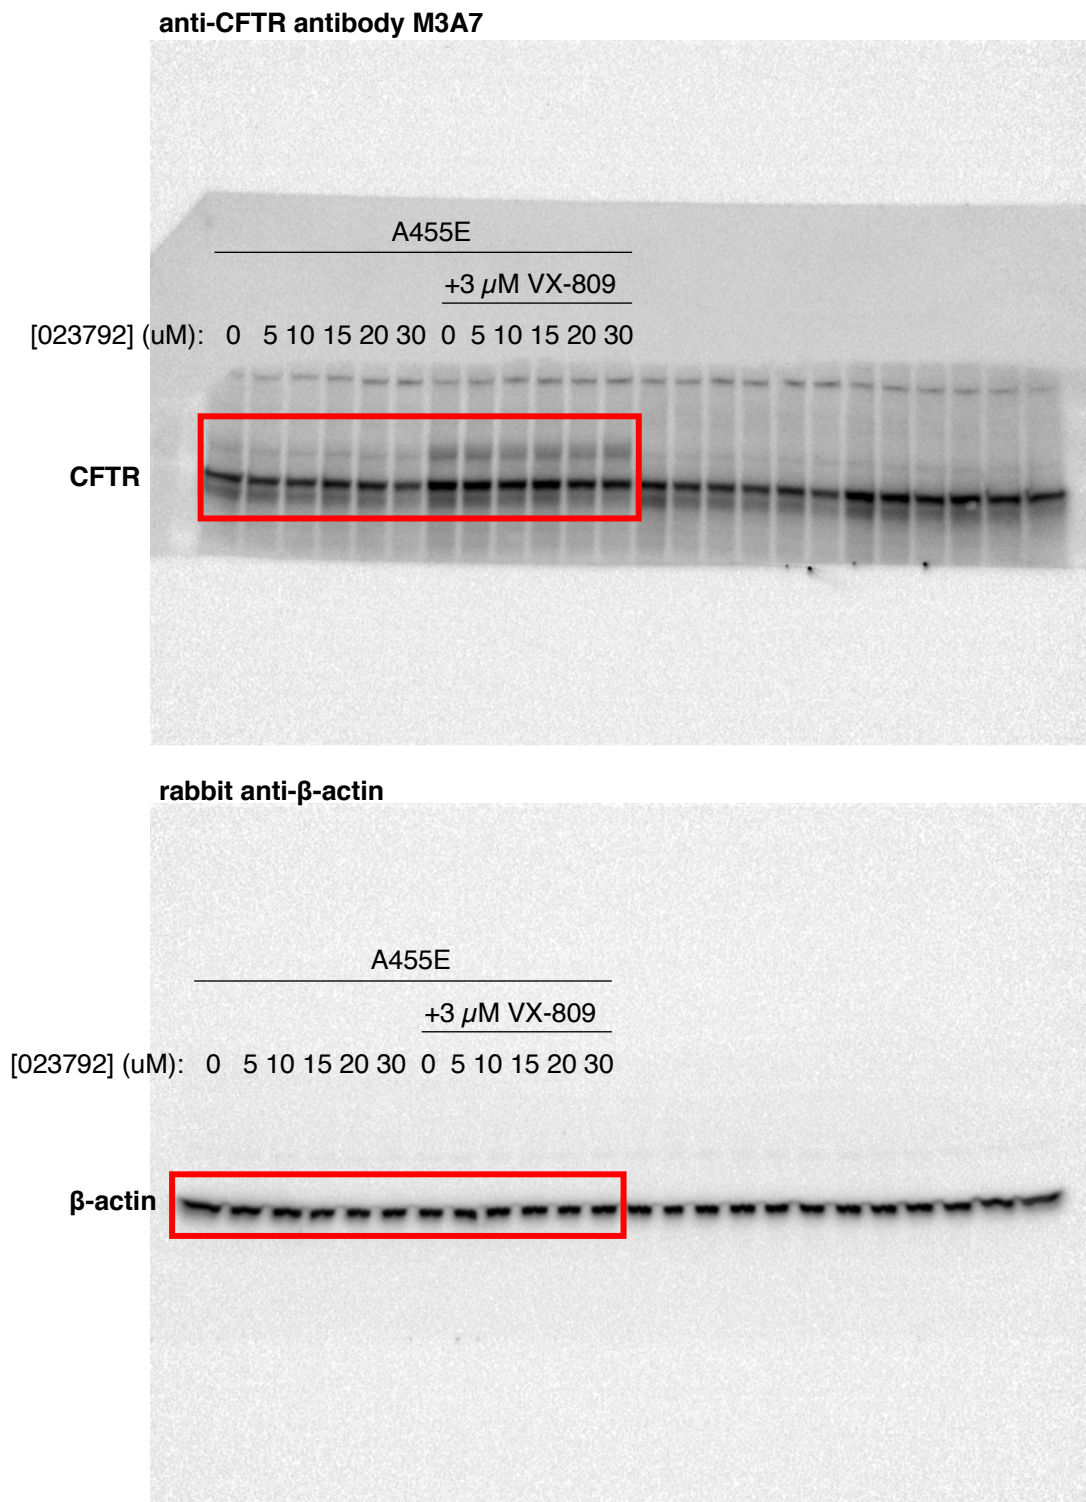 anti-CFTR antibody M3A7
A455E
+3 µM VX-809
[023792] (uM): 0 5 10 15 20 30 0 5 10 15 20 30
CFTR
rabbit anti-β-actin
A455E
+3 µM VX-809
[023792] (uM): 0 5 10 15 20 30 0 5 10 15 20 30
β-actin